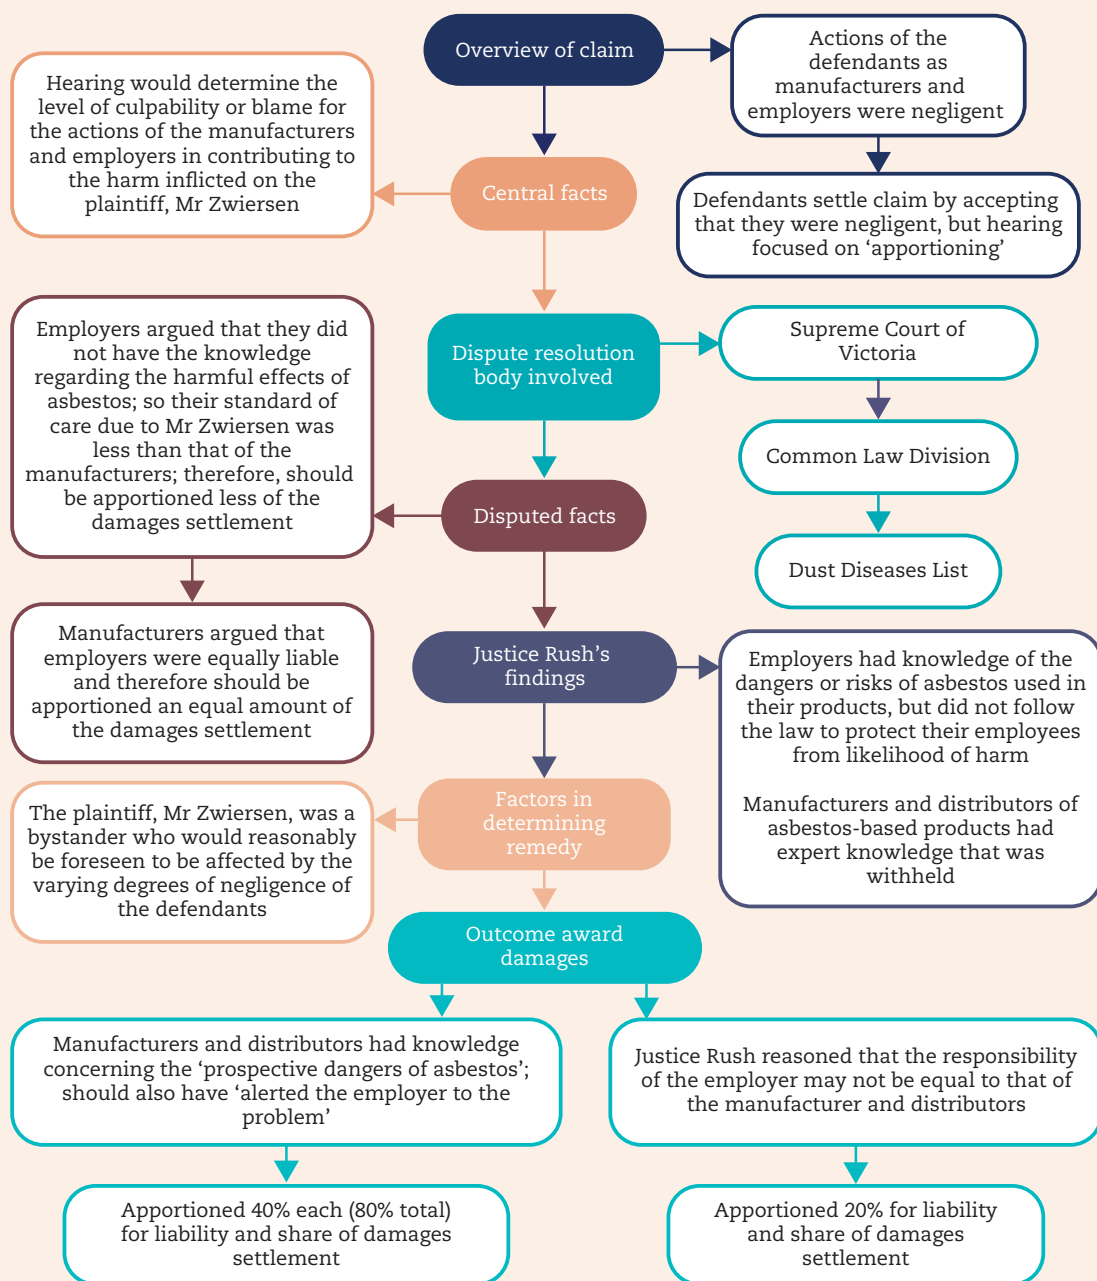 Overview of claim
Actions of the
defendants as
manufacturers and
employers were negligent
Defendants settle claim by accepting
that they were negligent, but hearing
focused on ‘apportioning’
Central facts
Hearing would determine the
level of culpability or blame for
the actions of the manufacturers
and employers in contributing to
the harm inflicted on the
plaintiff, Mr Zwiersen
Dispute resolution
body involved
Supreme Court of
Victoria
Common Law Division
Dust Diseases List
Disputed facts
Employers argued that they did
not have the knowledge
regarding the harmful effects of
asbestos; so their standard of
care due to Mr Zwiersen was
less than that of the
manufacturers; therefore, should
be apportioned less of the
damages settlement
Manufacturers argued that
employers were equally liable
and therefore should be
apportioned an equal amount of
the damages settlement
Justice Rush’s
findings
Employers had knowledge of the
dangers or risks of asbestos used in
their products, but did not follow
the law to protect their employees
from likelihood of harm
Manufacturers and distributors of
asbestos-based products had
expert knowledge that was
withheld
Factors in
determining
remedy
The plaintiff, Mr Zwiersen, was a
bystander who would reasonably
be foreseen to be affected by the
varying degrees of negligence of
the defendants
Outcome award
damages
Manufacturers and distributors had knowledge
concerning the ‘prospective dangers of asbestos’;
should also have ‘alerted the employer to the
problem’
Apportioned 40% each (80% total)
for liability and share of damages
settlement
Justice Rush reasoned that the responsibility
of the employer may not be equal to that of
the manufacturer and distributors
Apportioned 20% for liability
and share of damages
settlement